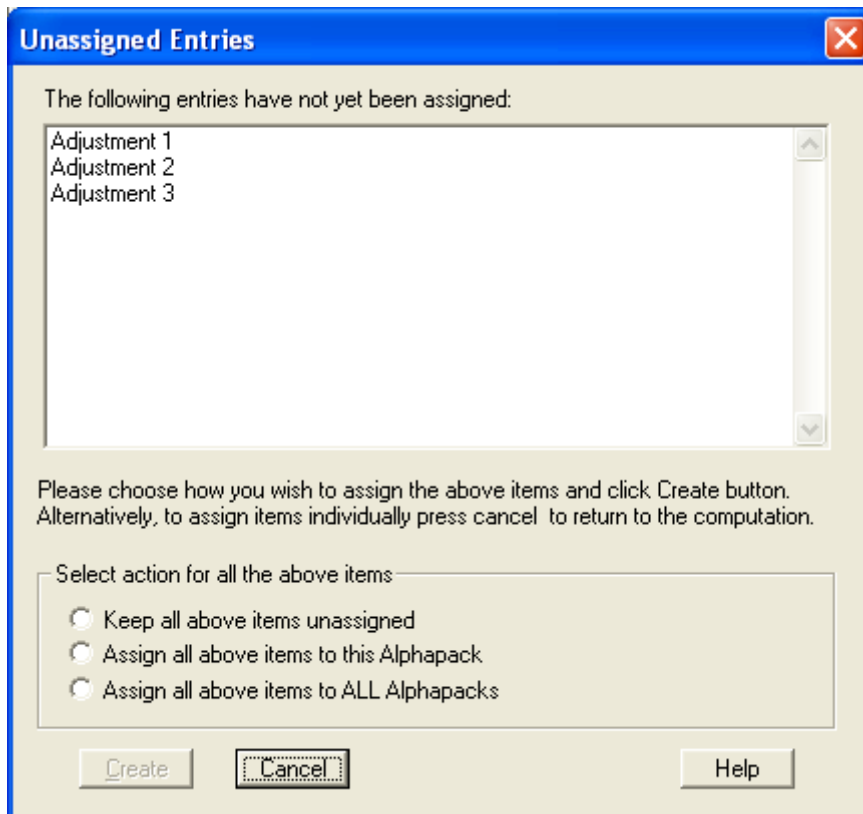 Unassigned Entries
The following entries have not yet been assigned:
Adjustment 1
Adjustment 2
Adjustment 3
Please choose how you wish to assign the above items and click Create button.
Alternatively, to assign items individually press cancel  to return to the computation.
Select action for all the above items
Keep all above items unassigned
Assign all above items to this Alphapack
Assign all above items to ALL Alphapacks
Create Cancel Help